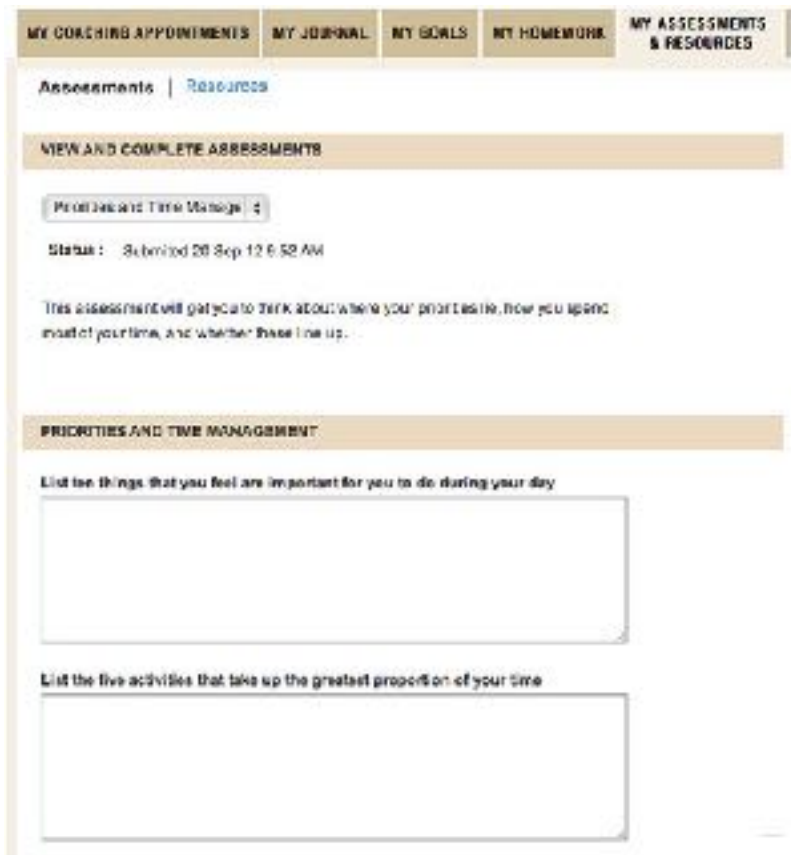 MY COACHING APPOINTMENTS
MY JOURNAL
MY GOALS
MY HOMEWORK
MY ASSESSMENTS
& RESOURCES
Assessments | Resources
VIEW AND COMPLETE ASSESSMENTS
Priorities and Time Manage
Status : Submited Sep 12 AM
This assessment will get you to think about where your priorities lie, how you spend
most of your time, and whether these line up.
PRIORITIES AND TIME MANAGEMENT
List ten things that you feel are important for you to do during your day
List the five activities that take up the greatest proportion of your time